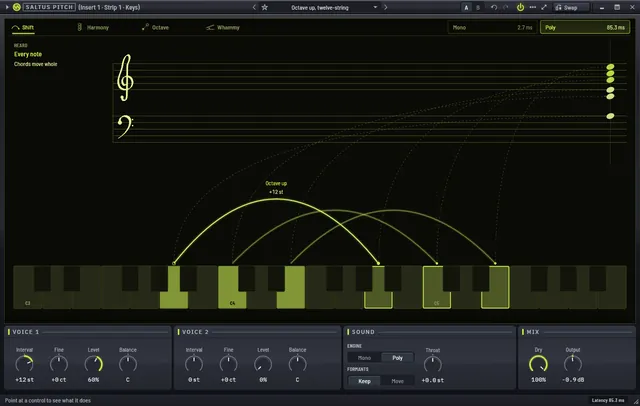 SALTUS PITCH (Insert 1 - Strip 1 - Keys) Octave up, twelve-string A B Swap
Shift Harmony Octave Whammy Mono 2.7 ms Poly 85.3 ms
HEARD
Every note
Chords move whole
Octave up
+12 st
C3 C4 C5
VOICE 1 VOICE 2 SOUND MIX
Interval Fine Level Balance Interval Fine Level Balance ENGINE Throat Dry Output
Mono Poly
FORMANTS
+12 st +0 ct 60% C 0 st +0 ct 0% C Keep Move +0.0 st 100% -0.9 dB
Point at a control to see what it does Latency 85.3 ms